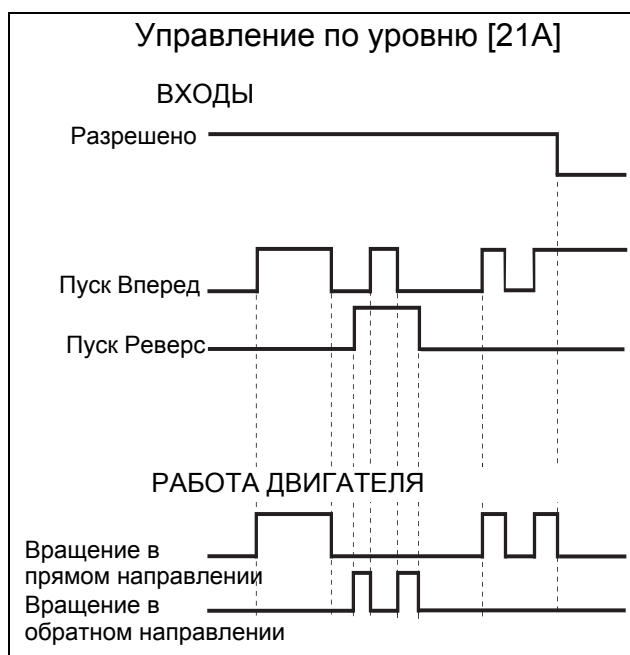 Управление по уровню [21A]
ВХОДЫ
Разрешено
Пуск Вперед
Пуск Реверс
РАБОТА ДВИГАТЕЛЯ
Вращение в
прямом направлении
Вращение в
обратном направлении